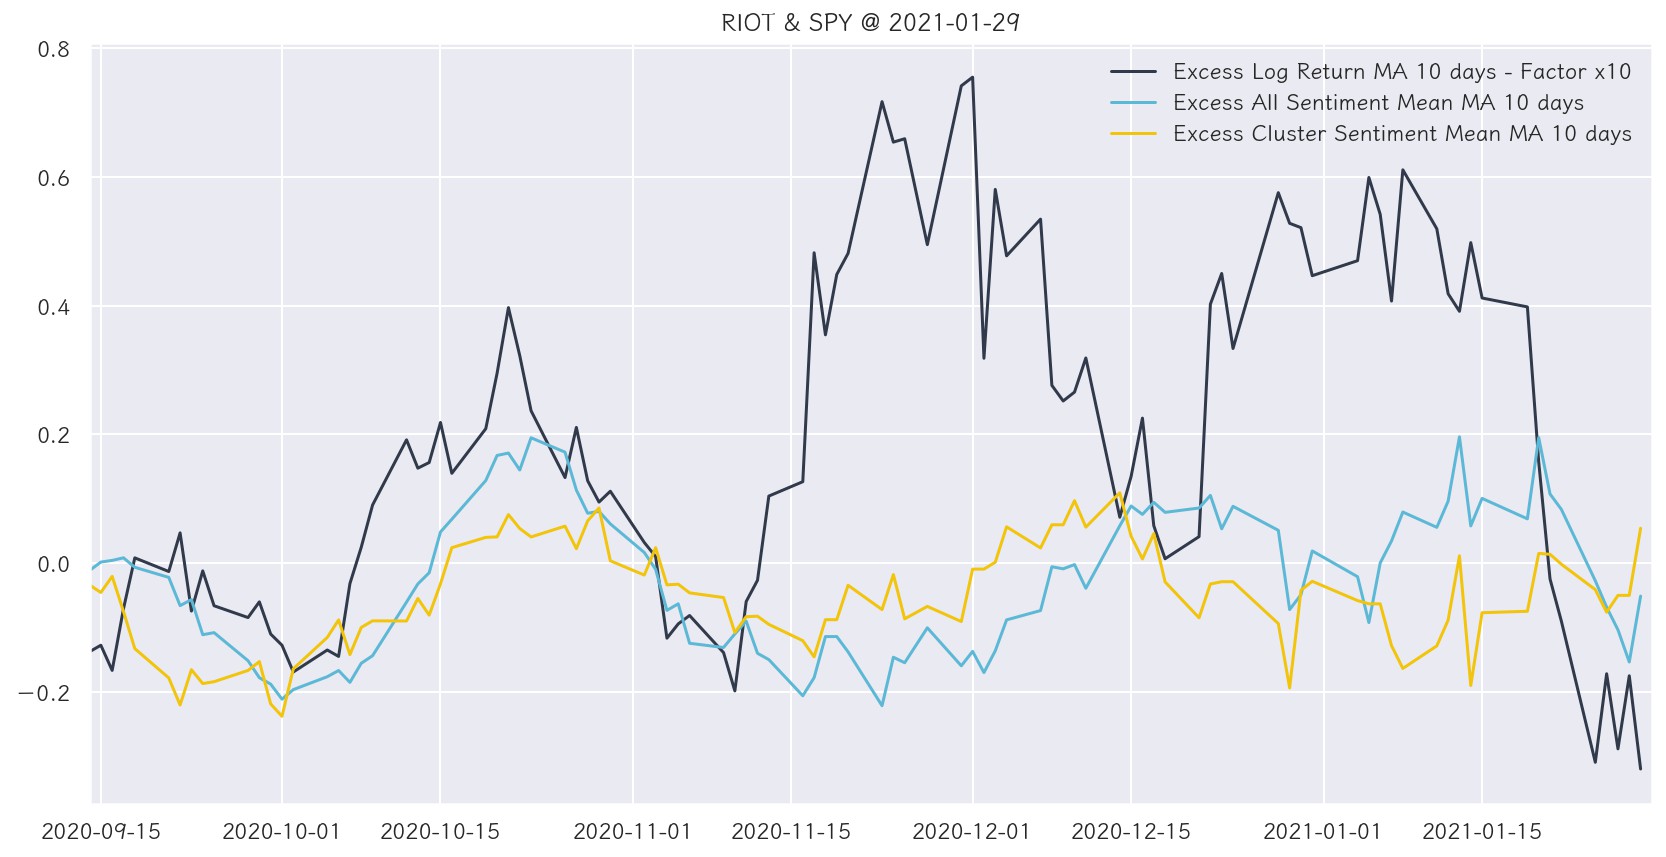 RIOT & SPY @ 2021-01-29
Excess Log Return MA 10 days - Factor x10
Excess All Sentiment Mean MA 10 days
Excess Cluster Sentiment Mean MA 10 days
0.8
0.6
0.4
0.2
0.0
−0.2
2020-09-15 2020-10-01 2020-10-15 2020-11-01 2020-11-15 2020-12-01 2020-12-15 2021-01-01 2021-01-15